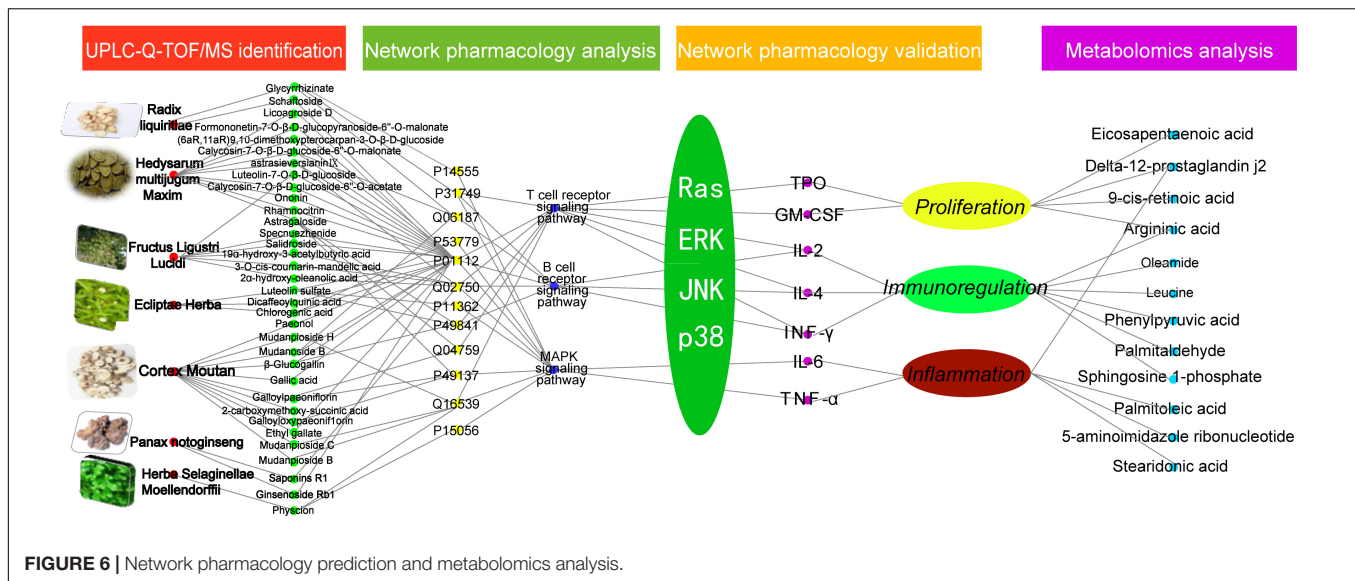 UPLC-Q-TOF/MS identification
Network pharmacology analysis
Network pharmacology validation
Metabolomics analysis
Radix
liquiritiae
Hedysarum
multijugum
Maxim
Fructus Ligustri
Lucidi
Ecliptae Herba
Cortex Moutan
Panax notoginseng
Herba Selaginellae
Moellendorffii
Glycyrrhizinate
Schaftoside
Licoagroside D
Formononetin-7-O-β-D-glucopyranoside-6"-O-malonate
(6aR,11aR)9,10-dimethoxypterocarpan-3-O-β-D-glucoside
Calycosin-7-O-β-D-glucoside-6"-O-malonate
astrasieversianin IX
Luteolin-7-O-β-D-glucoside
Calycosin-7-O-β-D-glucoside-6"-O-acetate
Ononin
Rhamnocitrin
Astragaloside
Specnuezhenide
Salidroside
19α-hydroxy-3-acetylbutyric acid
3-O-cis-coumarin-mandelic acid
2α-hydroxy-oleanolic acid
Luteolin sulfate
Dicaffeoylquinic acid
Chlorogenic acid
Paeonol
Mudanpioside H
Mudanoside B
β-Glucogallin
Gallic acid
Galloylpaeoniflorin
2-carboxymethoxy-succinic acid
Galloyloxypaeonif1orin
Ethyl gallate
Mudanpioside C
Mudanpioside B
Saponins R1
Ginsenoside Rb1
Physcion
P14555
P31749
Q06187
P53779
P01112
Q02750
P11362
P49841
Q04759
P49137
Q16539
P15056
T cell receptor
signaling
pathway
B cell
receptor
signaling
pathway
MAPK
signaling
pathway
Ras
ERK
JNK
p38
TPO
GM-CSF
IL-2
IL-4
INF-γ
IL-6
TNF-α
Proliferation
Immunoregulation
Inflammation
Eicosapentaenoic acid
Delta-12-prostaglandin j2
9-cis-retinoic acid
Argininic acid
Oleamide
Leucine
Phenylpyruvic acid
Palmitaldehyde
Sphingosine 1-phosphate
Palmitoleic acid
5-aminoimidazole ribonucleotide
Stearidonic acid
FIGURE 6 | Network pharmacology prediction and metabolomics analysis.